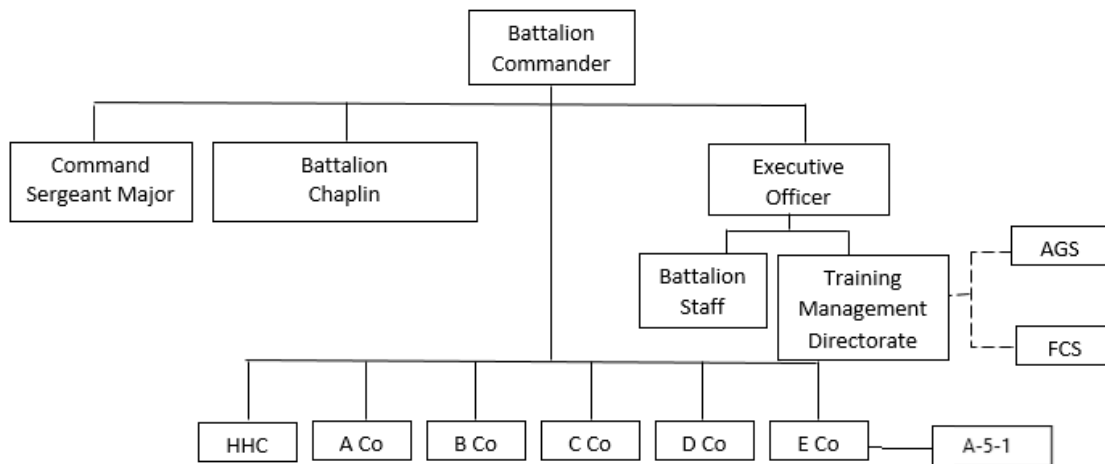 Battalion
Commander
Command
Sergeant Major
Battalion
Chaplin
Executive
Officer
Battalion
Staff
Training
Management
Directorate
AGS
FCS
HHC
A Co
B Co
C Co
D Co
E Co
A-5-1